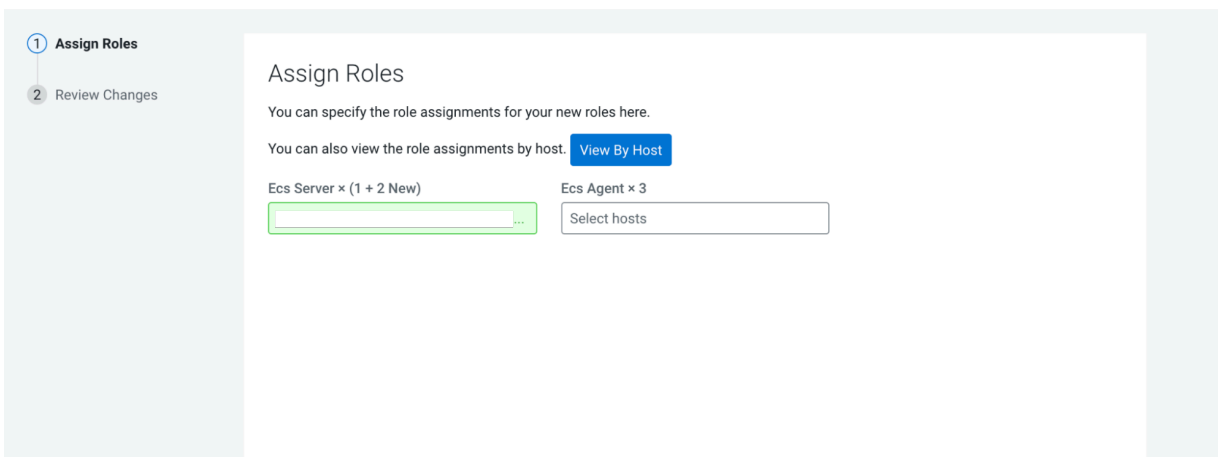 1 Assign Roles
2 Review Changes
Assign Roles
You can specify the role assignments for your new roles here.
You can also view the role assignments by host. View By Host
Ecs Server × (1 + 2 New) Ecs Agent × 3
... Select hosts